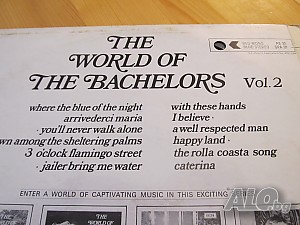 THE
WORLD OF
THE BACHELORS Vol. 2
where the blue of the night
arrivederci maria
· you'll never walk alone
wn among the sheltering palms
3 o'clock flamingo street
· jailer bring me water
with these hands
I believe ·
a well respected man
happy land ·
the rolla coasta song
caterina
ENTER A WORLD OF CAPTIVATING MUSIC IN THIS EXCITING